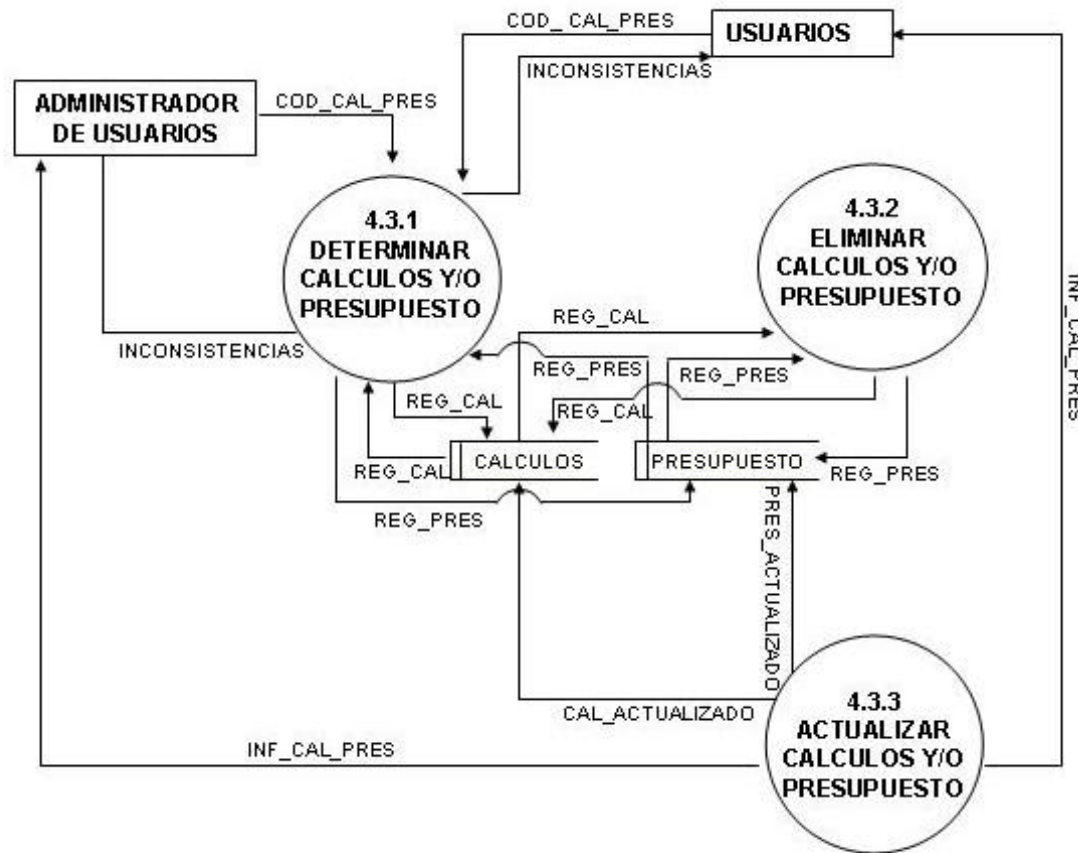 COD_ CAL_PRES
USUARIOS
INCONSISTENCIAS
ADMINISTRADOR
DE USUARIOS
COD_CAL_PRES
4.3.1
DETERMINAR
CALCULOS Y/O
PRESUPUESTO
4.3.2
ELIMINAR
CALCULOS Y/O
PRESUPUESTO
INF_CAL_PRES
REG_CAL
INCONSISTENCIAS
REG_PRES
REG_PRES
REG_CAL
REG_CAL
CALCULOS
PRESUPUESTO
REG_CAL
REG_PRES
REG_PRES
PRES_ACTUALIZADO
CAL_ACTUALIZADO
4.3.3
ACTUALIZAR
CALCULOS Y/O
PRESUPUESTO
INF_CAL_PRES